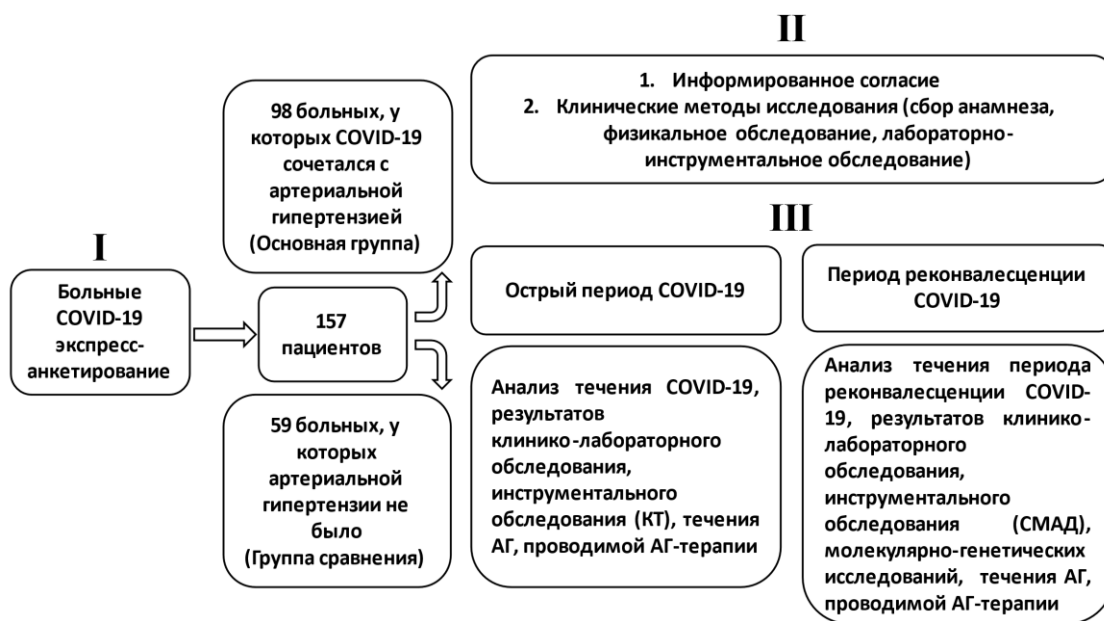 I
Больные
COVID-19
экспресс-
анкетирование
157
пациентов
98 больных, у
которых COVID-19
сочетался с
артериальной
гипертензией
(Основная группа)
59 больных, у
которых
артериальной
гипертензии не
было
(Группа сравнения)
II
1. Информированное согласие
2. Клинические методы исследования (сбор анамнеза,
физикальное обследование, лабораторно-
инструментальное обследование)
III
Острый период COVID-19
Анализ течения COVID-19,
результатов
клинико-лабораторного
обследования,
инструментального
обследования (КТ), течения
АГ, проводимой АГ-терапии
Период реконвалесценции
COVID-19
Анализ течения периода
реконвалесценции COVID-
19, результатов клинико-
лабораторного
обследования,
инструментального
обследования (СМАД),
молекулярно-генетических
исследований, течения АГ,
проводимой АГ-терапии